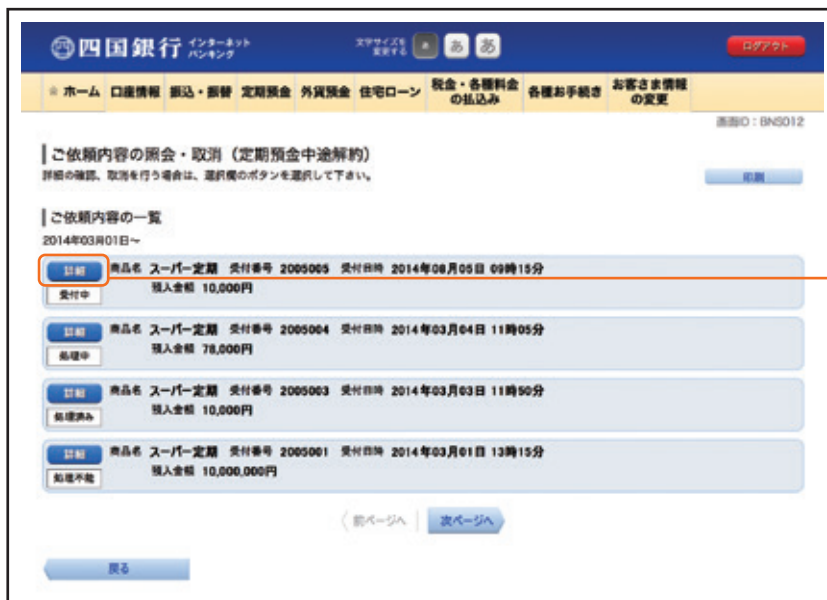 四国銀行 インターネットバンキング
文字サイズを変更する あ あ あ
ログアウト
ホーム 口座情報 振込・振替 定期預金 外貨預金 住宅ローン 税金・各種料金の払込み 各種お手続き お客さま情報の変更
画面ID：BNS012
ご依頼内容の照会・取消（定期預金中途解約）
詳細の確認、取消を行う場合は、選択欄のボタンを選択して下さい。
印刷
ご依頼内容の一覧
2014年03月01日～
詳細 商品名 スーパー定期 受付番号 2005005 受付日時 2014年08月05日 09時15分
受付中 預入金額 10,000円
詳細 商品名 スーパー定期 受付番号 2005004 受付日時 2014年03月04日 11時05分
処理中 預入金額 78,000円
詳細 商品名 スーパー定期 受付番号 2005003 受付日時 2014年03月03日 11時50分
処理済み 預入金額 10,000円
詳細 商品名 スーパー定期 受付番号 2005001 受付日時 2014年03月01日 13時15分
処理不能 預入金額 10,000,000円
前ページへ 次ページへ
戻る